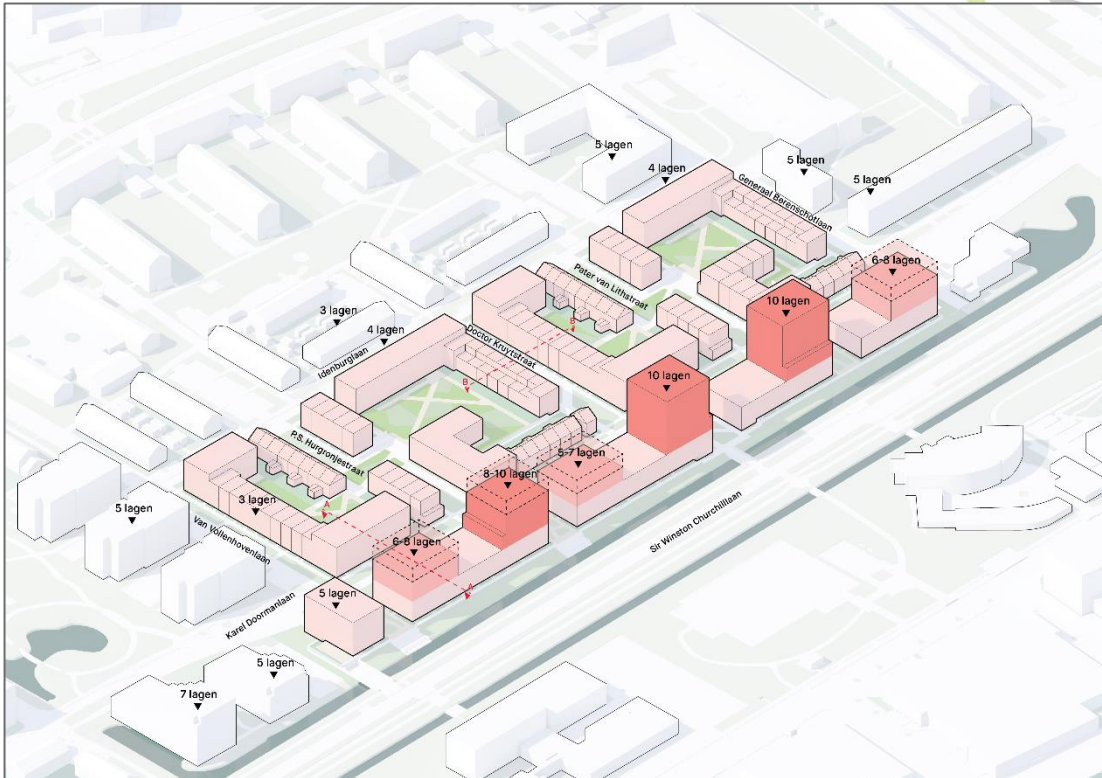 5 lagen
4 lagen
5 lagen
5 lagen
Generaal Berenschotlaan
6-8 lagen
Pater van Lithstraat
10 lagen
3 lagen
4 lagen
B
Idenburglaan
Doctor Kruytstraat
B
10 lagen
P.S. Hurgronjestraat
5-7 lagen
8-10 lagen
3 lagen
A
5 lagen
Van Vollenhovenlaan
Sir Winston Churchilllaan
6-8 lagen
A
5 lagen
Karel Doormanlaan
5 lagen
7 lagen